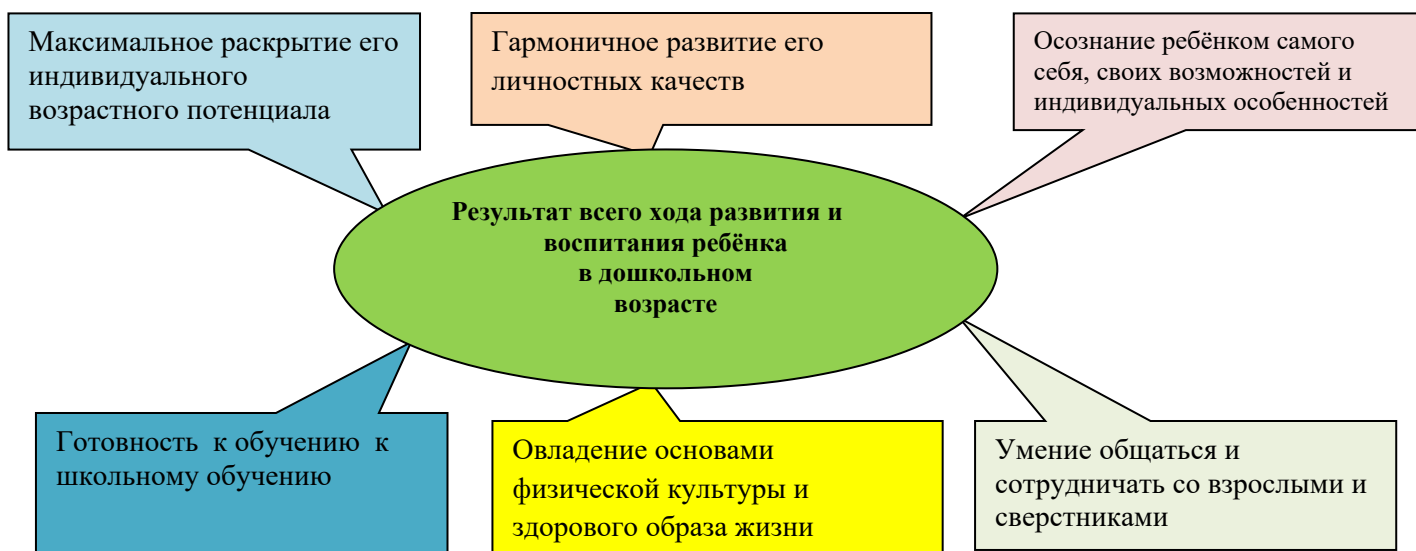 Максимальное раскрытие его
индивидуального
возрастного потенциала
Гармоничное развитие его
личностных качеств
Осознание ребёнком самого
себя, своих возможностей и
индивидуальных особенностей
Результат всего хода развития и
воспитания ребёнка
в дошкольном
возрасте
Готовность к обучению к
школьному обучению
Овладение основами
физической культуры и
здорового образа жизни
Умение общаться и
сотрудничать со взрослыми и
сверстниками